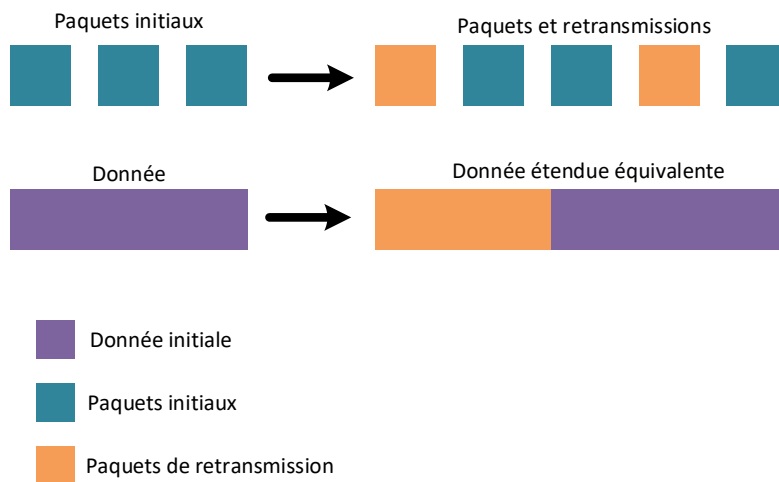 Paquets initiaux
Paquets et retransmissions
Donnée
Donnée étendue équivalente
Donnée initiale
Paquets initiaux
Paquets de retransmission